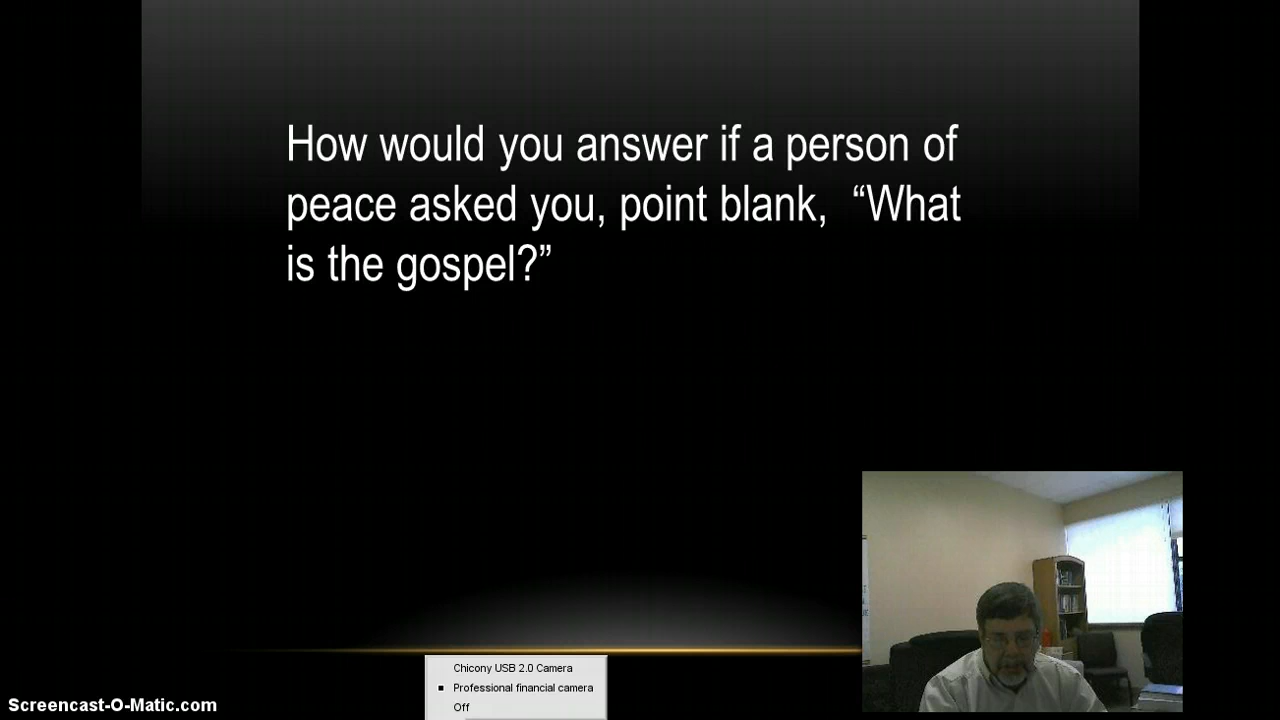 How would you answer if a person of
peace asked you, point blank, “What
is the gospel?”
Chicony USB 2.0 Camera
Professional financial camera
Off
Screencast-O-Matic.com